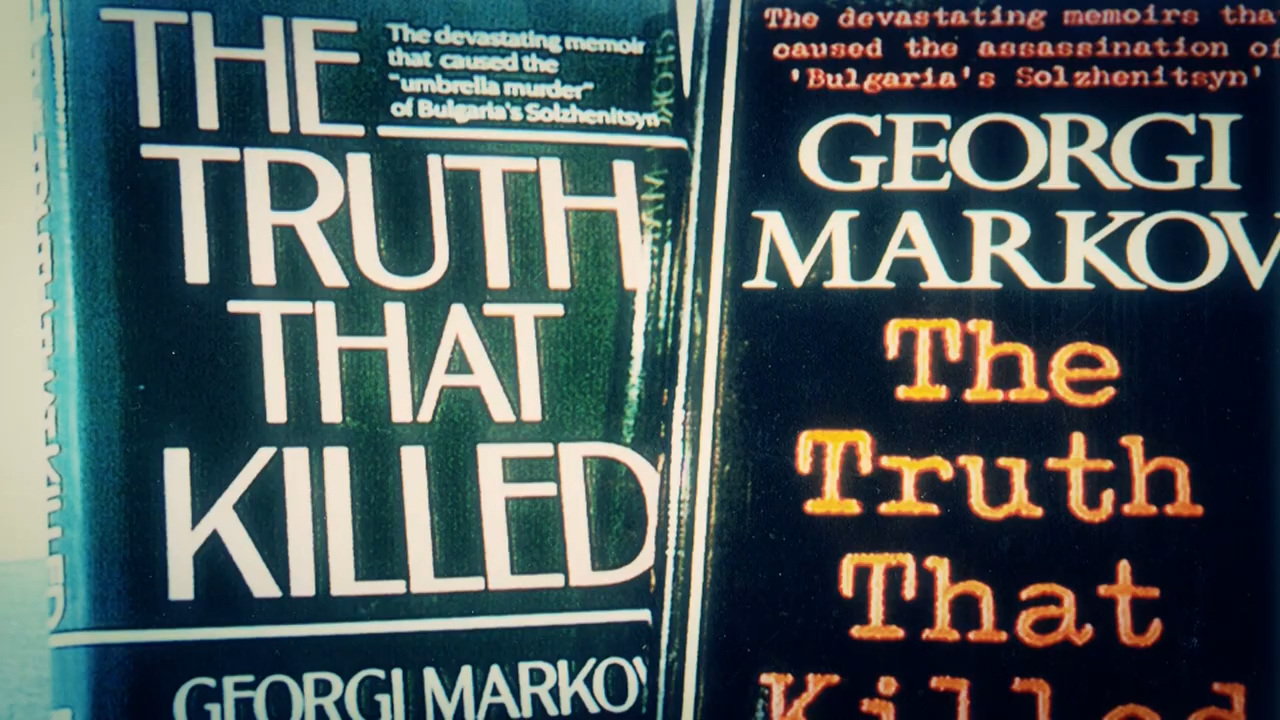 THE
The devastating memoir
that caused the
"umbrella murder"
of Bulgaria's Solzhenitsyn
TRUTH
THAT
KILLED
GEORGI MARKOV
The devastating memoirs tha
caused the assassination of
'Bulgaria's Solzhenitsyn'
GEORGI
MARKOV
The
Truth
That
Killed